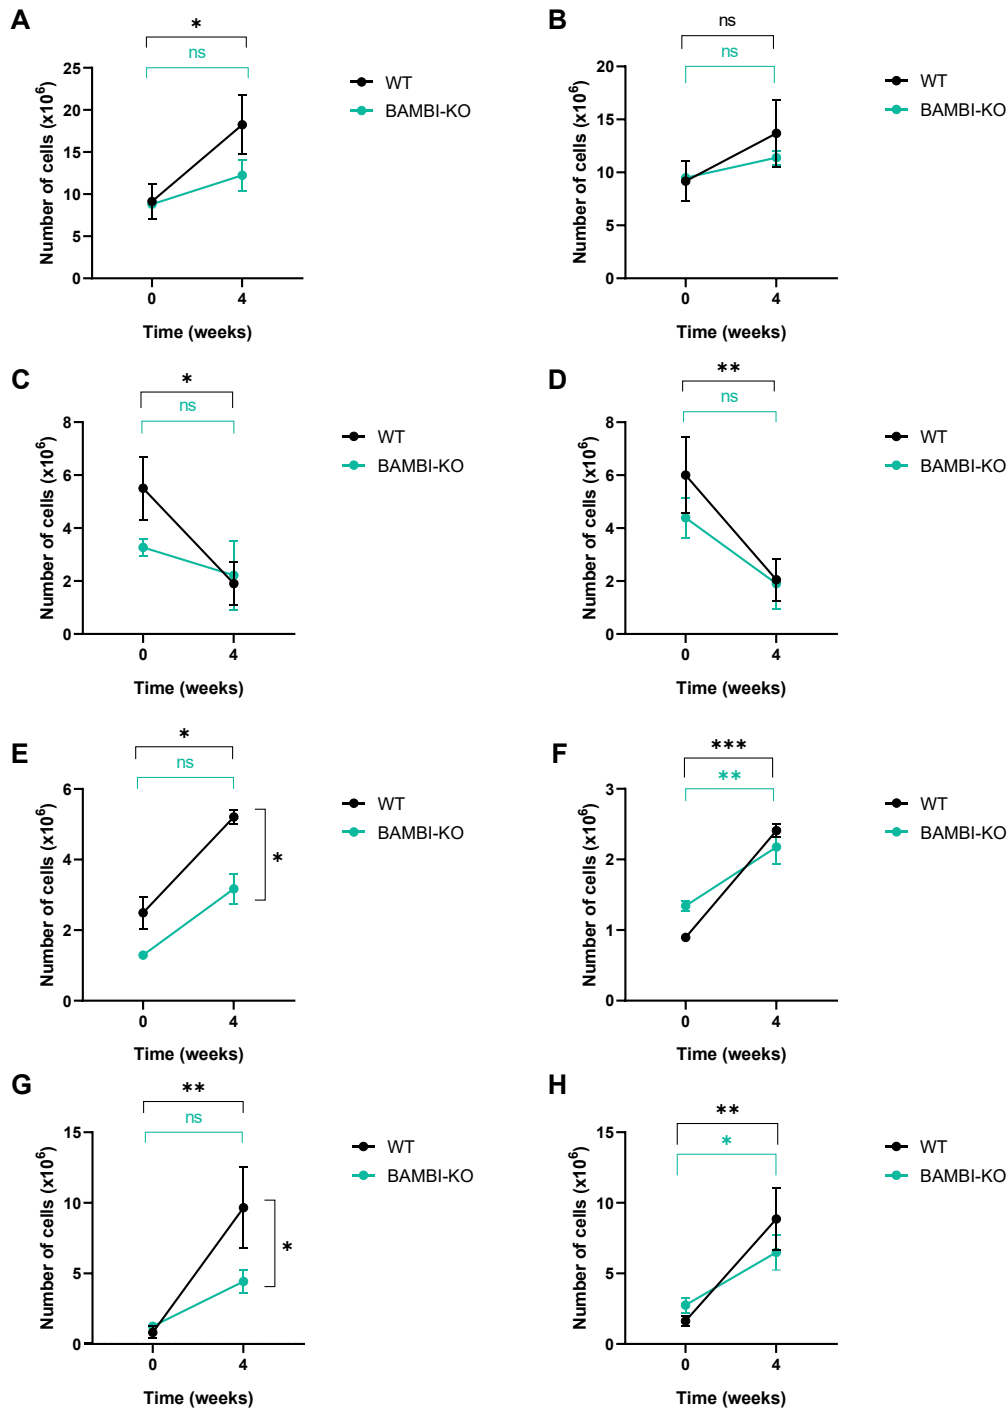 A
*
ns
Number of cells (x10⁶)
25
20
15
10
5
0
0
4
Time (weeks)
WT
BAMBI-KO
B
ns
ns
Number of cells (x10⁶)
20
15
10
5
0
0
4
Time (weeks)
WT
BAMBI-KO
C
*
ns
Number of cells (x10⁶)
8
6
4
2
0
0
4
Time (weeks)
WT
BAMBI-KO
D
**
ns
Number of cells (x10⁶)
8
6
4
2
0
0
4
Time (weeks)
WT
BAMBI-KO
E
*
ns
Number of cells (x10⁶)
6
4
2
0
0
4
Time (weeks)
*
WT
BAMBI-KO
F
***
**
Number of cells (x10⁶)
3
2
1
0
0
4
Time (weeks)
WT
BAMBI-KO
G
**
ns
Number of cells (x10⁶)
15
10
5
0
0
4
Time (weeks)
*
WT
BAMBI-KO
H
**
*
Number of cells (x10⁶)
15
10
5
0
0
4
Time (weeks)
WT
BAMBI-KO